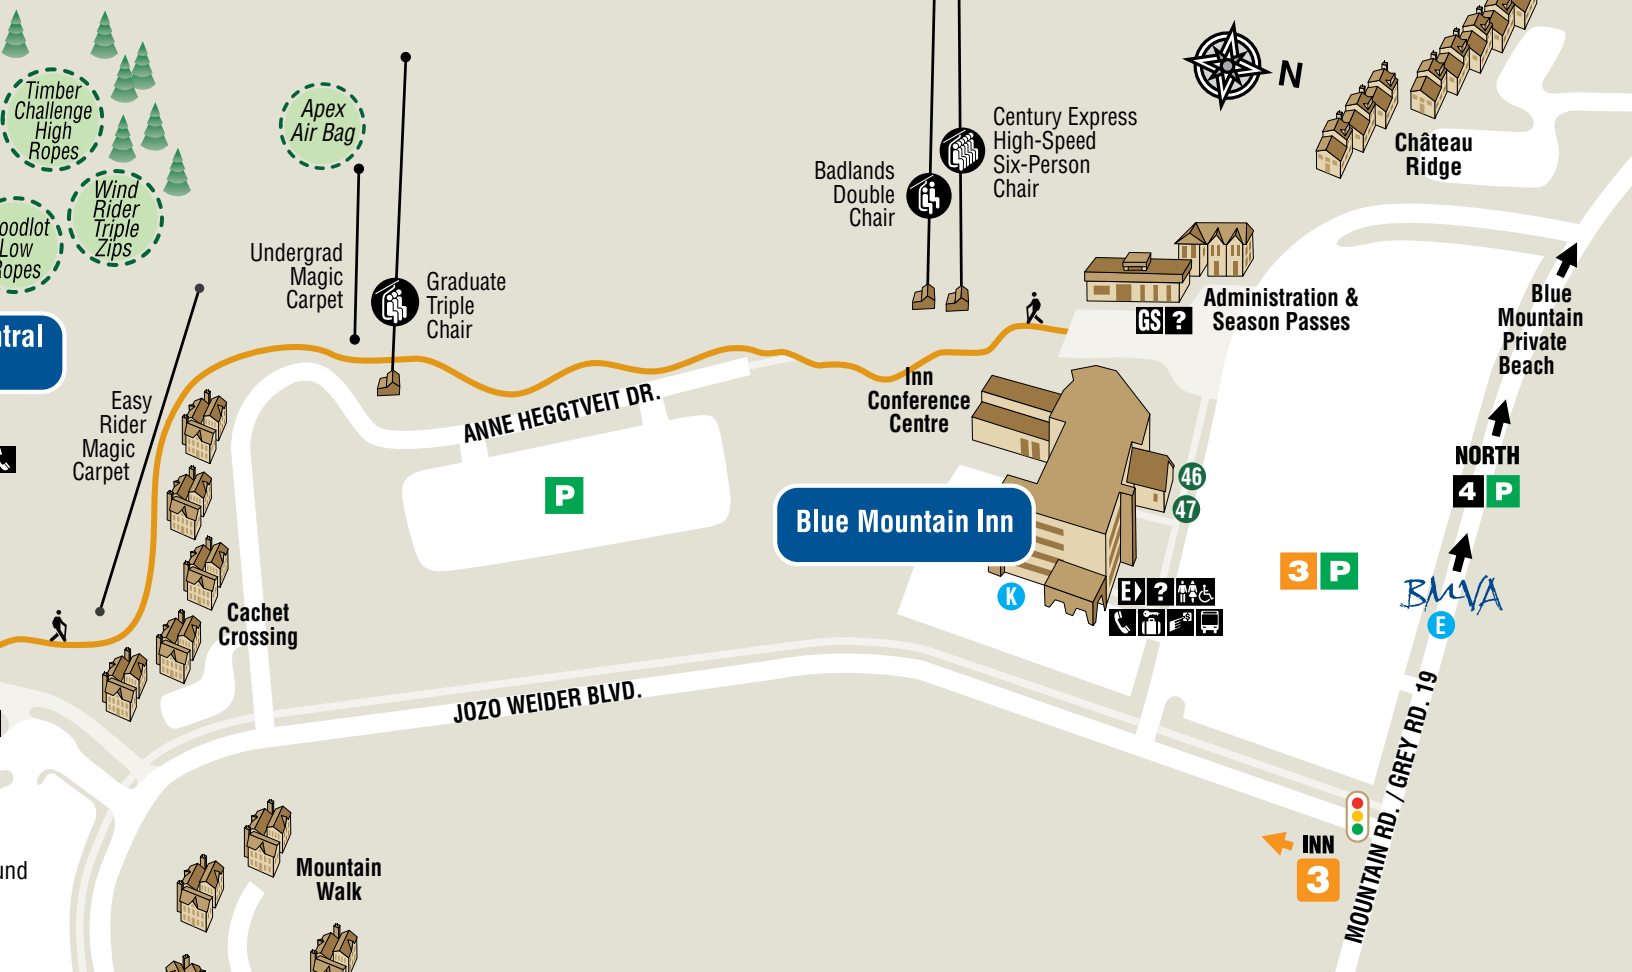 Timber
Challenge
High
Ropes
Wind
Rider
Triple
Zips
oodlot
Low
opes
ntral
Apex
Air Bag
Undergrad
Magic
Carpet
Graduate
Triple
Chair
Easy
Rider
Magic
Carpet
Badlands
Double
Chair
Century Express
High-Speed
Six-Person
Chair
N
Château
Ridge
Administration &
Season Passes
GS ?
Blue
Mountain
Private
Beach
NORTH
4 P
Inn
Conference
Centre
ANNE HEGGTVEIT DR.
P
Blue Mountain Inn
46
47
K
E ?
3 P
BMVA
E
Cachet
Crossing
JOZO WEIDER BLVD.
MOUNTAIN RD. / GREY RD. 19
INN
3
Mountain
Walk
und